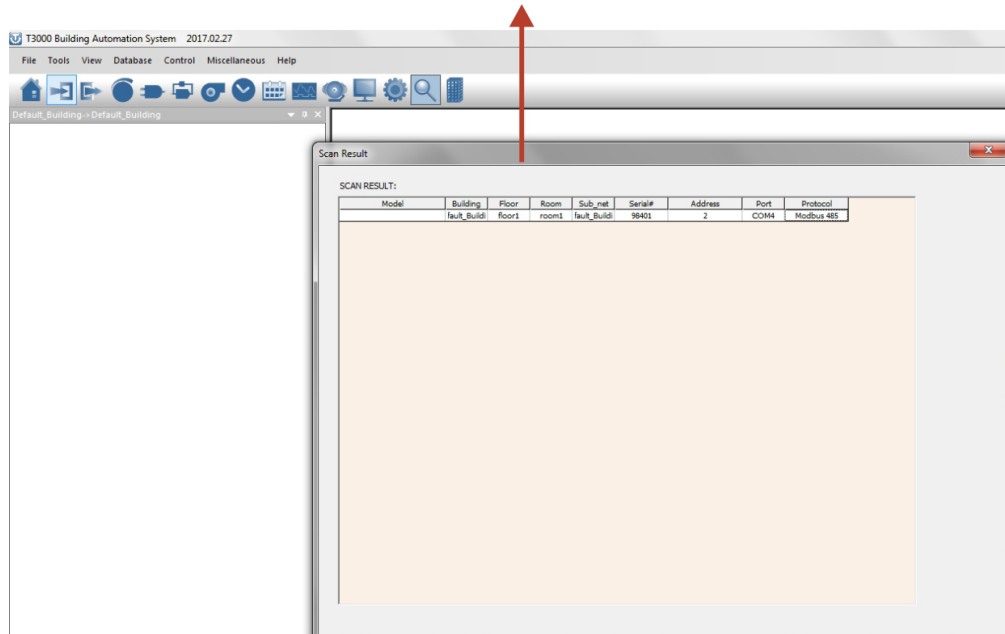 T3000 Building Automation System 2017.02.27
File Tools View Database Control Miscellaneous Help
Default_Building->Default_Building
Scan Result
SCAN RESULT:
Model Building Floor Room Sub_net Serial# Address Port Protocol
fault_Buildi floor1 room1 fault_Buildi 98401 2 COM4 Modbus 485